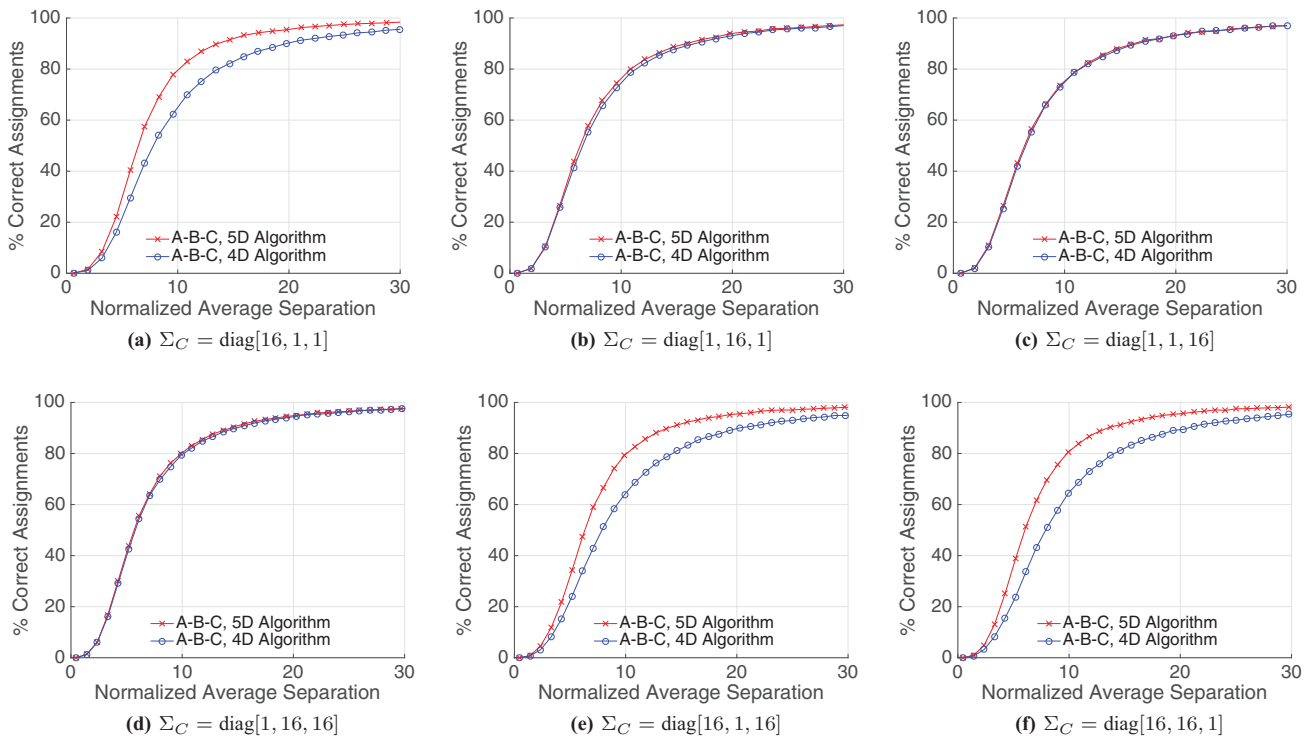 100
80
60
40
20
0
% Correct Assignments
A-B-C, 5D Algorithm
A-B-C, 4D Algorithm
0 10 20 30
Normalized Average Separation
(a) Σ_C = diag[16, 1, 1]
100
80
60
40
20
0
% Correct Assignments
A-B-C, 5D Algorithm
A-B-C, 4D Algorithm
0 10 20 30
Normalized Average Separation
(b) Σ_C = diag[1, 16, 1]
100
80
60
40
20
0
% Correct Assignments
A-B-C, 5D Algorithm
A-B-C, 4D Algorithm
0 10 20 30
Normalized Average Separation
(c) Σ_C = diag[1, 1, 16]
100
80
60
40
20
0
% Correct Assignments
A-B-C, 5D Algorithm
A-B-C, 4D Algorithm
0 10 20 30
Normalized Average Separation
(d) Σ_C = diag[1, 16, 16]
100
80
60
40
20
0
% Correct Assignments
A-B-C, 5D Algorithm
A-B-C, 4D Algorithm
0 10 20 30
Normalized Average Separation
(e) Σ_C = diag[16, 1, 16]
100
80
60
40
20
0
% Correct Assignments
A-B-C, 5D Algorithm
A-B-C, 4D Algorithm
0 10 20 30
Normalized Average Separation
(f) Σ_C = diag[16, 16, 1]